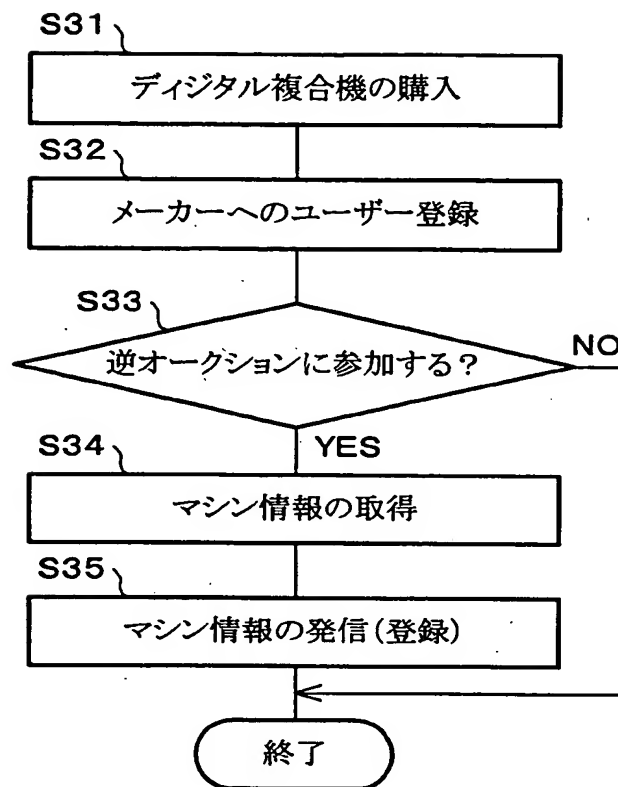 S31
ディジタル複合機の購入
S32
メーカーへのユーザー登録
S33
逆オークションに参加する?
NO
YES
S34
マシン情報の取得
S35
マシン情報の発信(登録)
終了